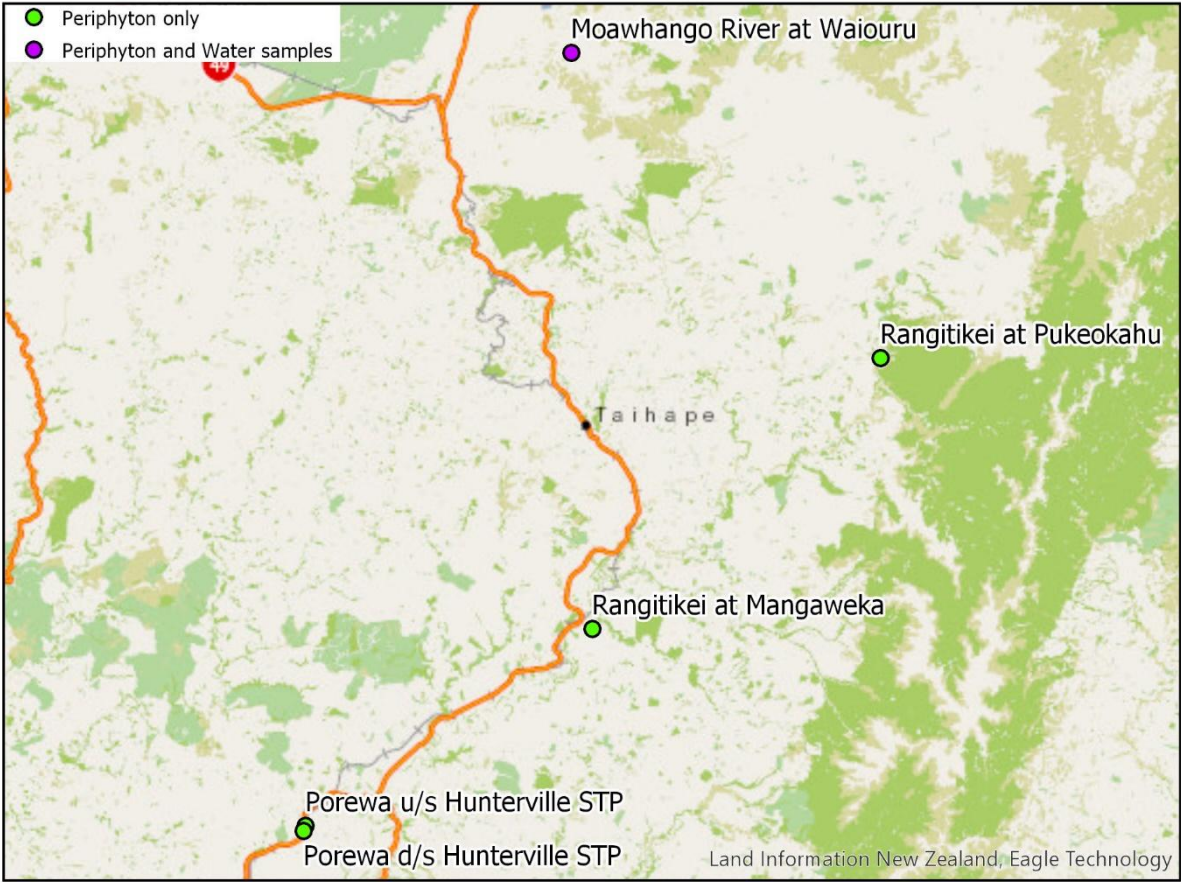 Periphyton only
Periphyton and Water samples
49
Moawhango River at Waiouru
Rangitikei at Pukeokahu
Taihape
Rangitikei at Mangaweka
Porewa u/s Hunterville STP
Porewa d/s Hunterville STP
Land Information New Zealand, Eagle Technology